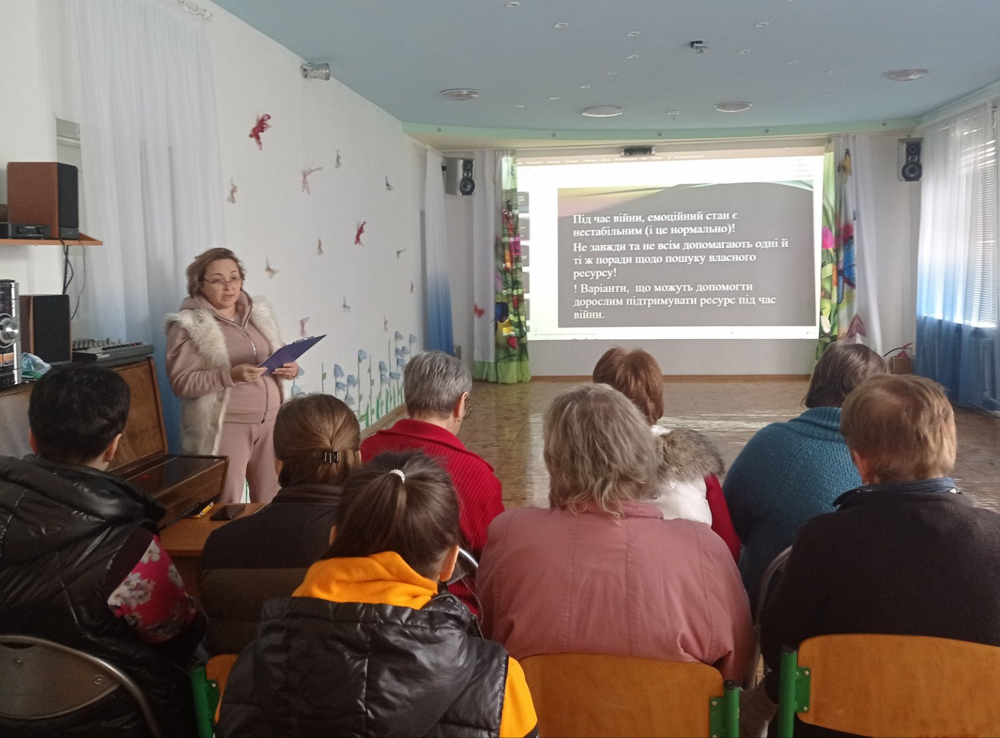 Під час війни, емоційний стан є
нестабільним (і це нормально)!
Не завжди та не всім допомагають одні й
ті ж поради щодо пошуку власного
ресурсу!
! Варіанти, що можуть допомогти
дорослим підтримувати ресурс під час
війни.